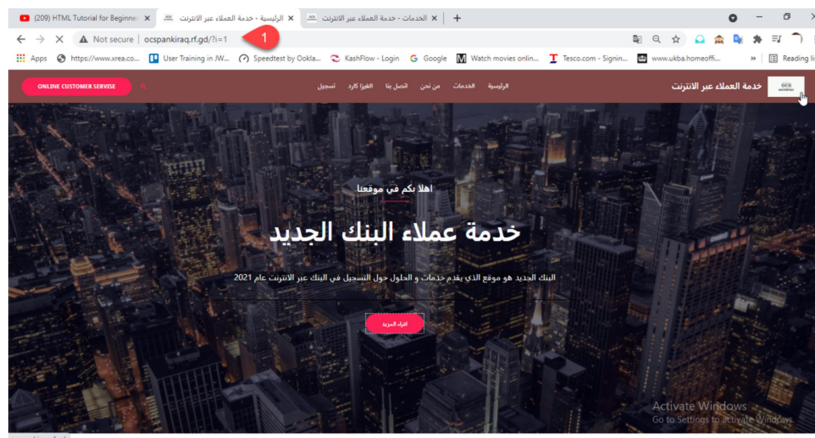 (209) HTML Tutorial for Beginner
الرئيسية - خدمة العملاء عبر الانترنت
الخدمات - خدمة العملاء عبر الانترنت
Not secure
ocspankiraq.rf.gd/?i=1
1
Apps
https://www.xrea.co...
User Training in JW...
Speedtest by Ookla...
KashFlow - Login
Google
Watch movies onlin...
Tesco.com - Signin...
www.ukba.homeoffi...
Reading li
ONLINE CUSTOMER SERVISE
الرئيسية
الخدمات
من نحن
اتصل بنا
الفيزا كارد
تسجيل
خدمة العملاء عبر الانترنت
اهلا بكم في موقعنا
خدمة عملاء البنك الجديد
البنك الجديد هو موقع الذي يقدم خدمات و الحلول حول التسجيل في البنك عبر الانترنت عام 2021
اقراء المزيد
Activate Windows
Go to Settings to activate Windows.